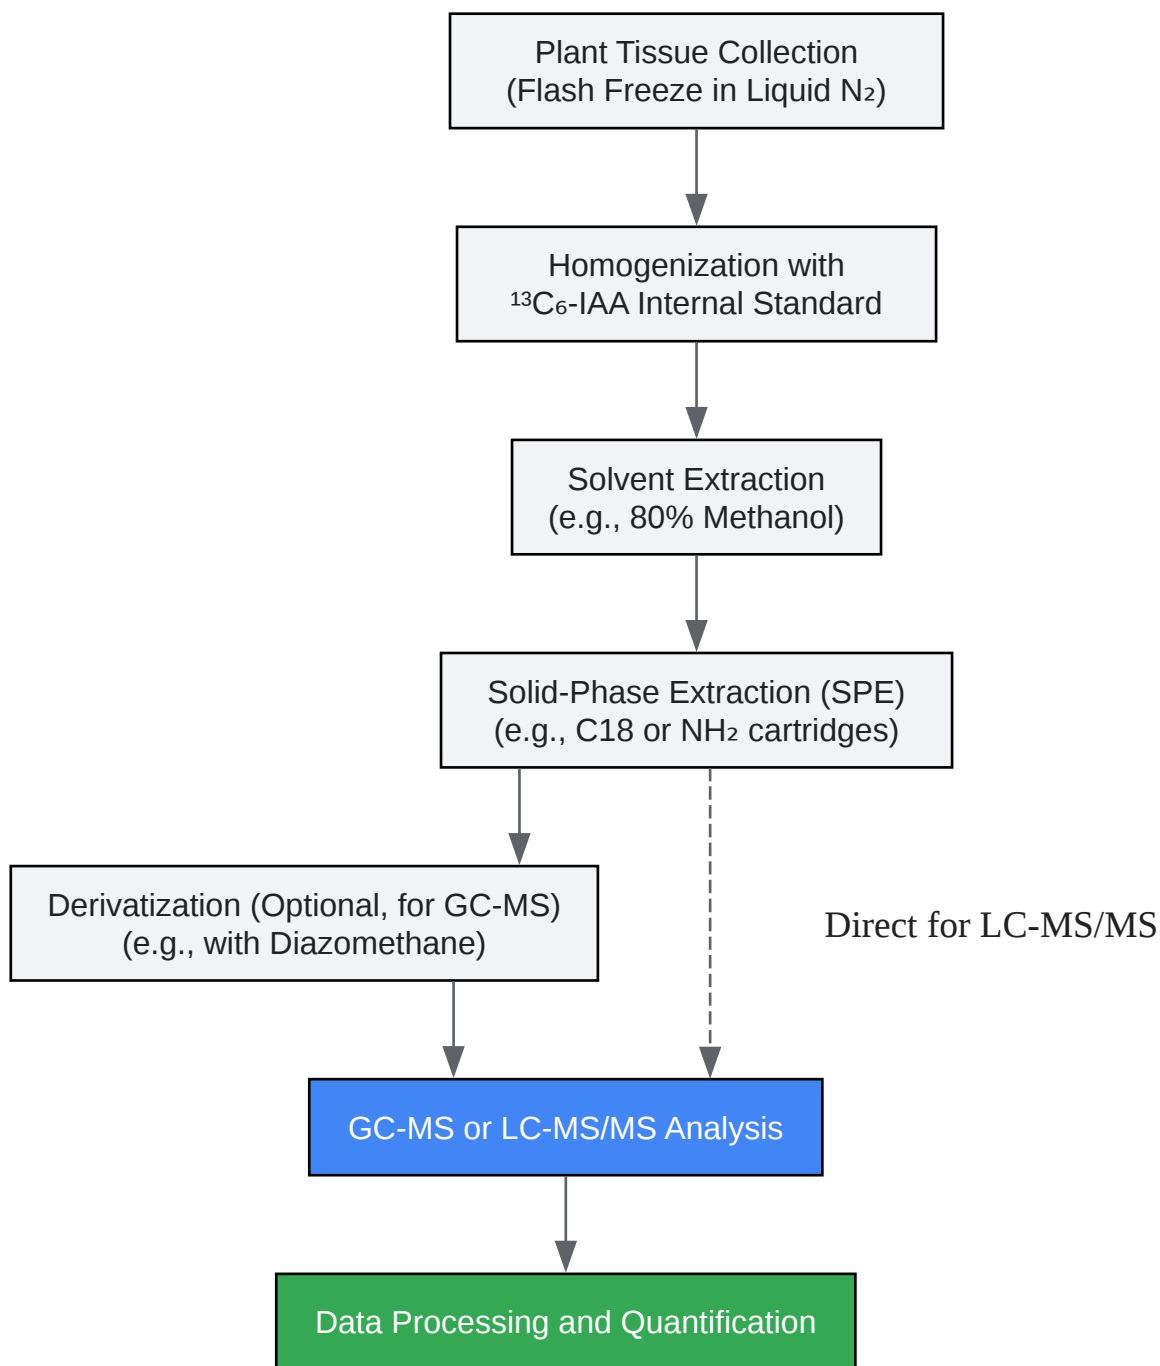 Plant Tissue Collection
(Flash Freeze in Liquid N₂)
Homogenization with
¹³C₆-IAA Internal Standard
Solvent Extraction
(e.g., 80% Methanol)
Solid-Phase Extraction (SPE)
(e.g., C18 or NH₂ cartridges)
Derivatization (Optional, for GC-MS)
(e.g., with Diazomethane)
Direct for LC-MS/MS
GC-MS or LC-MS/MS Analysis
Data Processing and Quantification